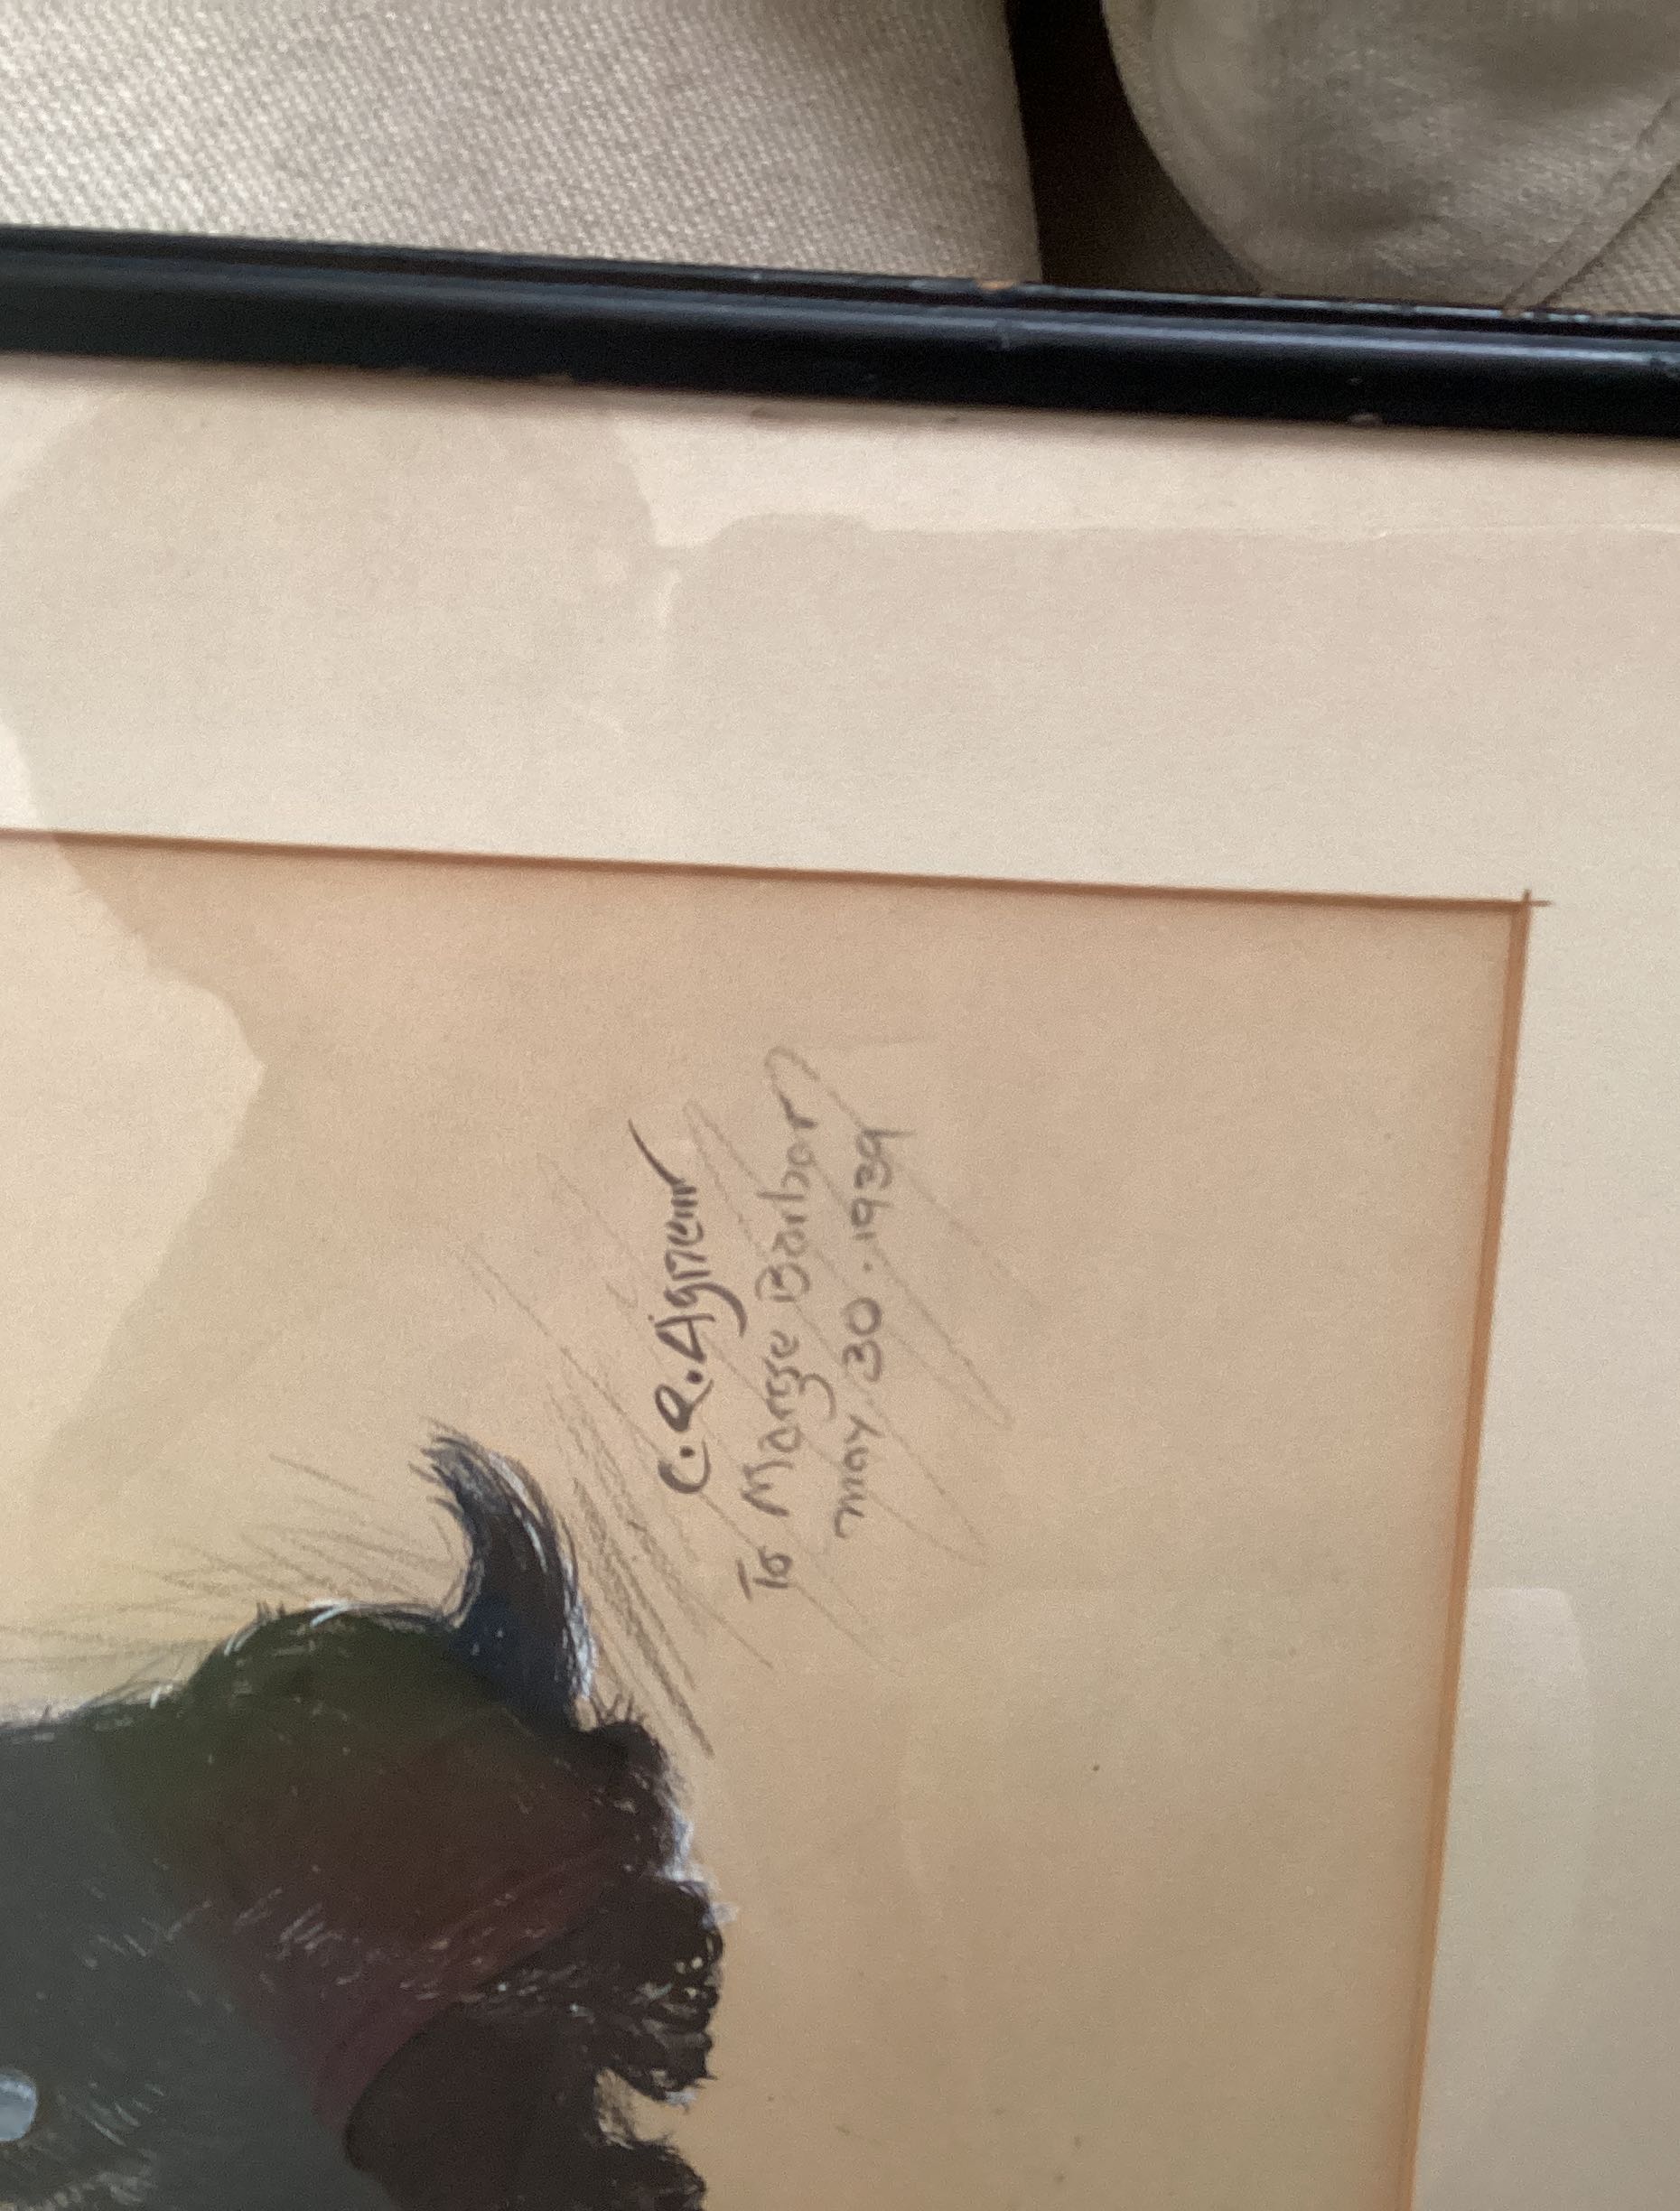 C.A. Agnew
To Marge Barbor
may. 30. 1939